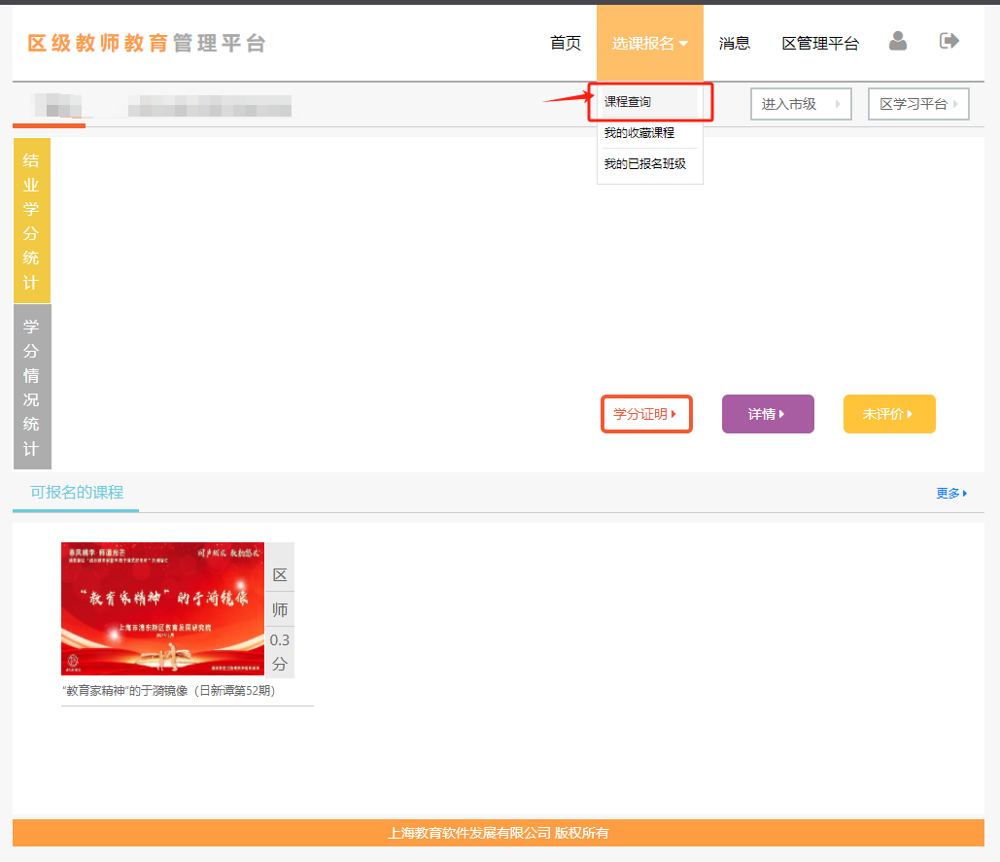 区级教师教育管理平台
首页
选课报名
消息
区管理平台
课程查询
我的收藏课程
我的已报名班级
进入市级
区学习平台
结业学分统计
学分情况统计
学分证明
详情
未评价
可报名的课程
更多
“教育家精神”的于漪镜像
上海市浦东新区教育发展研究院
区
师
0.3
分
“教育家精神”的于漪镜像（日新谭第52期）
上海教育软件发展有限公司 版权所有